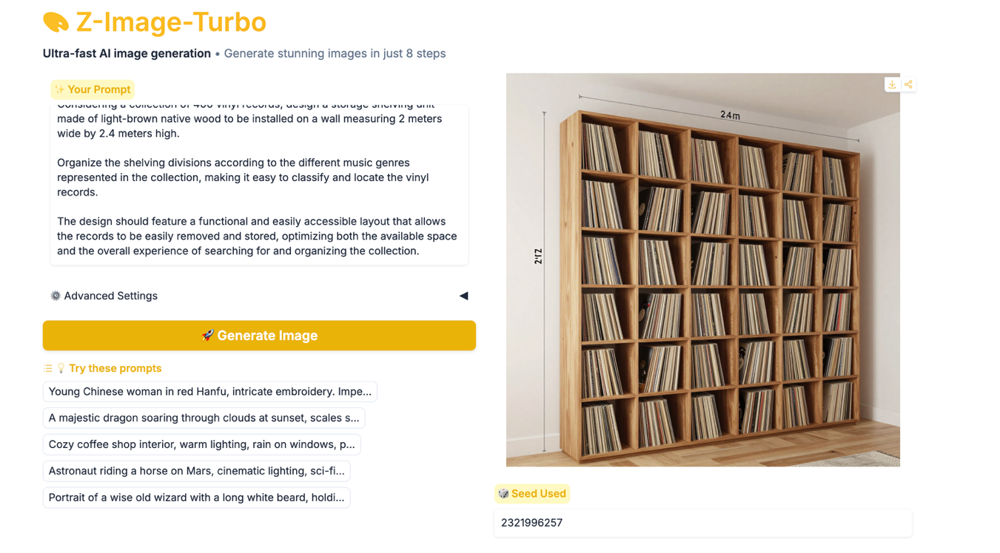 Z-Image-Turbo
Ultra-fast AI image generation • Generate stunning images in just 8 steps
✨ Your Prompt
Considering a collection of 400 vinyl records, design a storage shelving unit
made of light-brown native wood to be installed on a wall measuring 2 meters
wide by 2.4 meters high.
Organize the shelving divisions according to the different music genres
represented in the collection, making it easy to classify and locate the vinyl
records.
The design should feature a functional and easily accessible layout that allows
the records to be easily removed and stored, optimizing both the available space
and the overall experience of searching for and organizing the collection.
⚙️ Advanced Settings
🚀 Generate Image
💡 Try these prompts
Young Chinese woman in red Hanfu, intricate embroidery. Impe...
A majestic dragon soaring through clouds at sunset, scales s...
Cozy coffee shop interior, warm lighting, rain on windows, p...
Astronaut riding a horse on Mars, cinematic lighting, sci-fi...
Portrait of a wise old wizard with a long white beard, holdi...
2.4m
🎲 Seed Used
2321996257